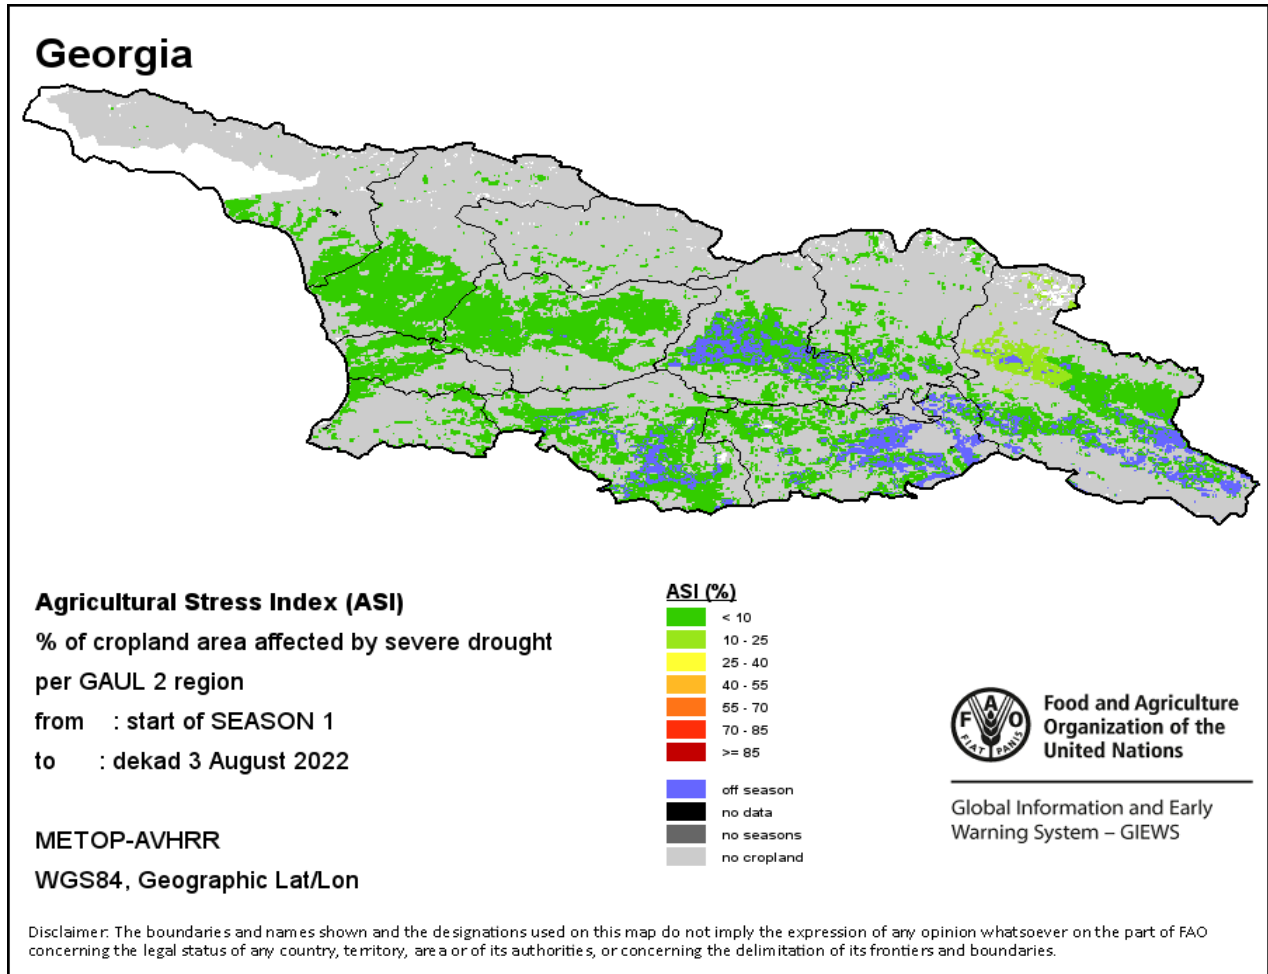 Georgia
Agricultural Stress Index (ASI)
% of cropland area affected by severe drought
per GAUL 2 region
from : start of SEASON 1
to : dekad 3 August 2022
METOP-AVHRR
WGS84, Geographic Lat/Lon
ASI (%)
< 10
10 - 25
25 - 40
40 - 55
55 - 70
70 - 85
>= 85
off season
no data
no seasons
no cropland
F A O
FIAT PANIS
Food and Agriculture
Organization of the
United Nations
Global Information and Early
Warning System – GIEWS
Disclaimer: The boundaries and names shown and the designations used on this map do not imply the expression of any opinion whatsoever on the part of FAO
concerning the legal status of any country, territory, area or of its authorities, or concerning the delimitation of its frontiers and boundaries.